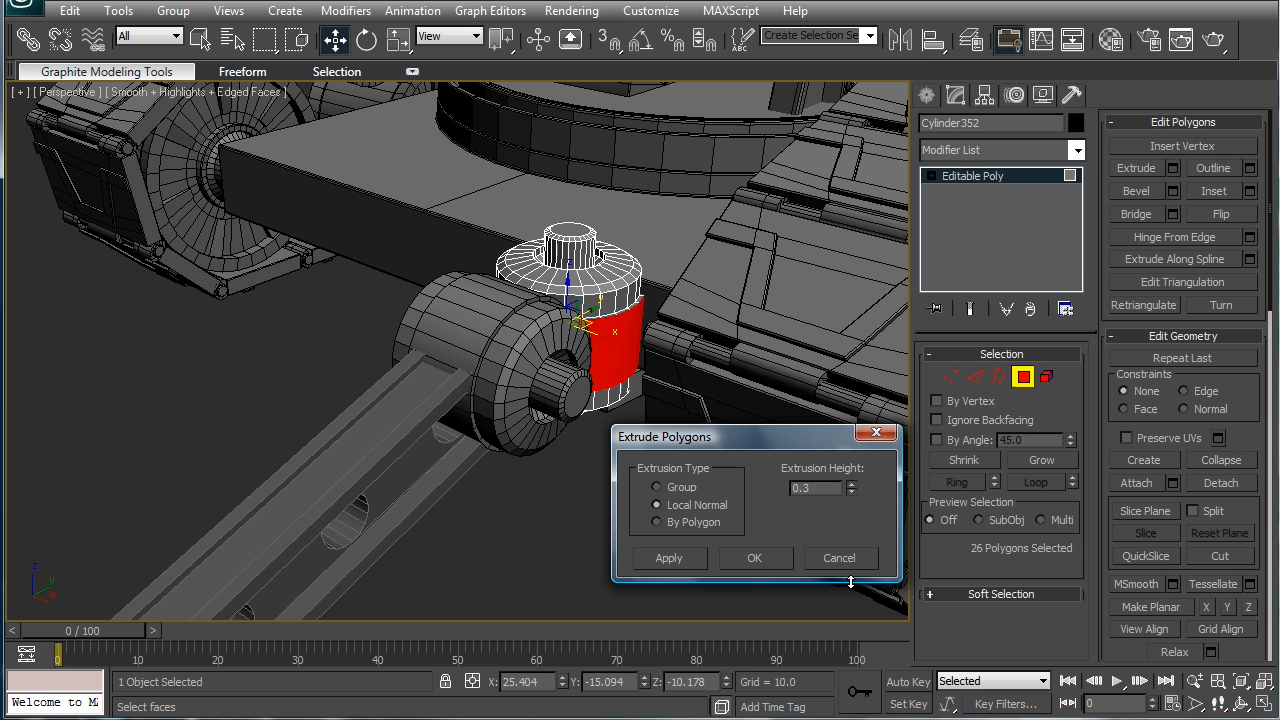 Edit Tools Group Views Create Modifiers Animation Graph Editors Rendering Customize MAXScript Help
All View 3 % ABC Create Selection Se
Graphite Modeling Tools Freeform Selection
[ + ] [ Perspective ] [ Smooth + Highlights + Edged Faces ]
Cylinder352
Modifier List
Editable Poly
- Selection
By Vertex
Ignore Backfacing
By Angle: 45.0
Shrink Grow
Ring Loop
Preview Selection
Off SubObj Multi
26 Polygons Selected
+ Soft Selection
- Edit Polygons
Insert Vertex
Extrude Outline
Bevel Inset
Bridge Flip
Hinge From Edge
Extrude Along Spline
Edit Triangulation
Retriangulate Turn
- Edit Geometry
Repeat Last
Constraints
None Edge
Face Normal
Preserve UVs
Create Collapse
Attach Detach
Slice Plane Split
Slice Reset Plane
QuickSlice Cut
MSmooth Tessellate
Make Planar X Y Z
View Align Grid Align
Relax
x
y
z
Extrude Polygons
Extrusion Type
Group
Local Normal
By Polygon
Extrusion Height:
0.3
Apply OK Cancel
z
y
x
< 0 / 100 >
0 10 20 30 40 50 60 70 80 90 100
Welcome to M
1 Object Selected X: 25.404 Y: -15.094 Z: -10.178 Grid = 10.0
Select faces Add Time Tag
Auto Key Selected
Set Key Key Filters... 0